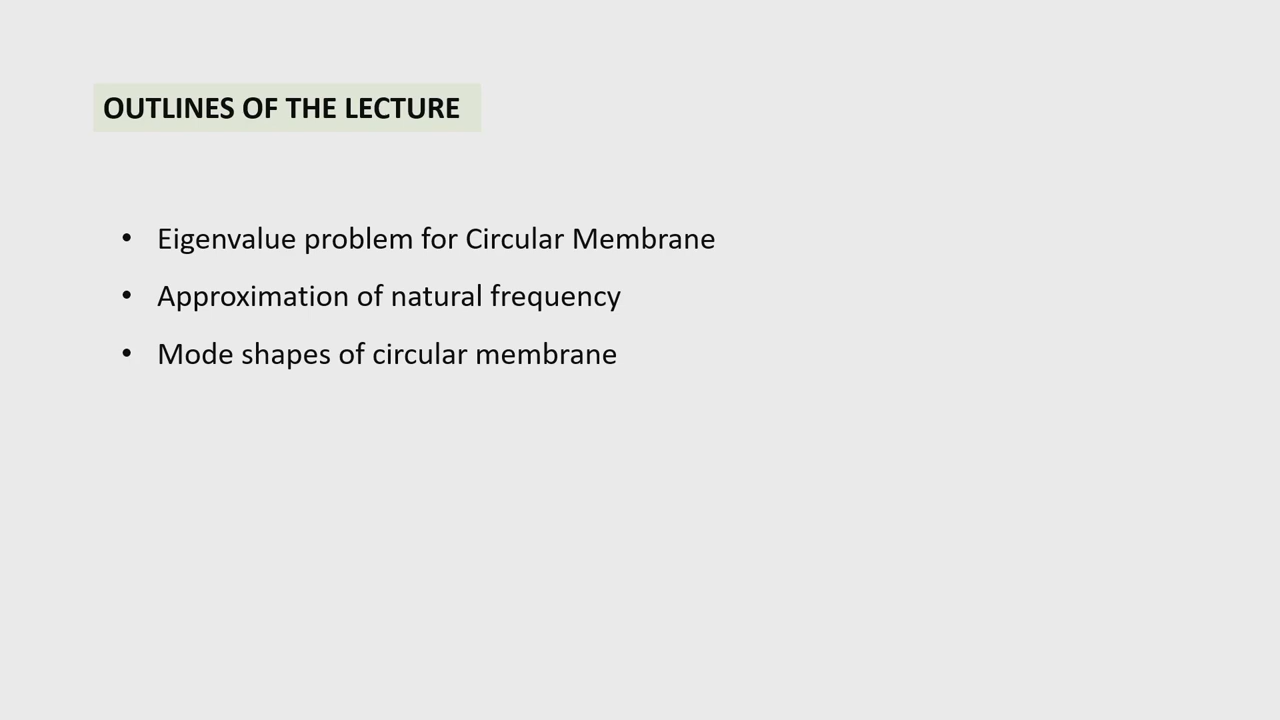 OUTLINES OF THE LECTURE
• Eigenvalue problem for Circular Membrane
• Approximation of natural frequency
• Mode shapes of circular membrane